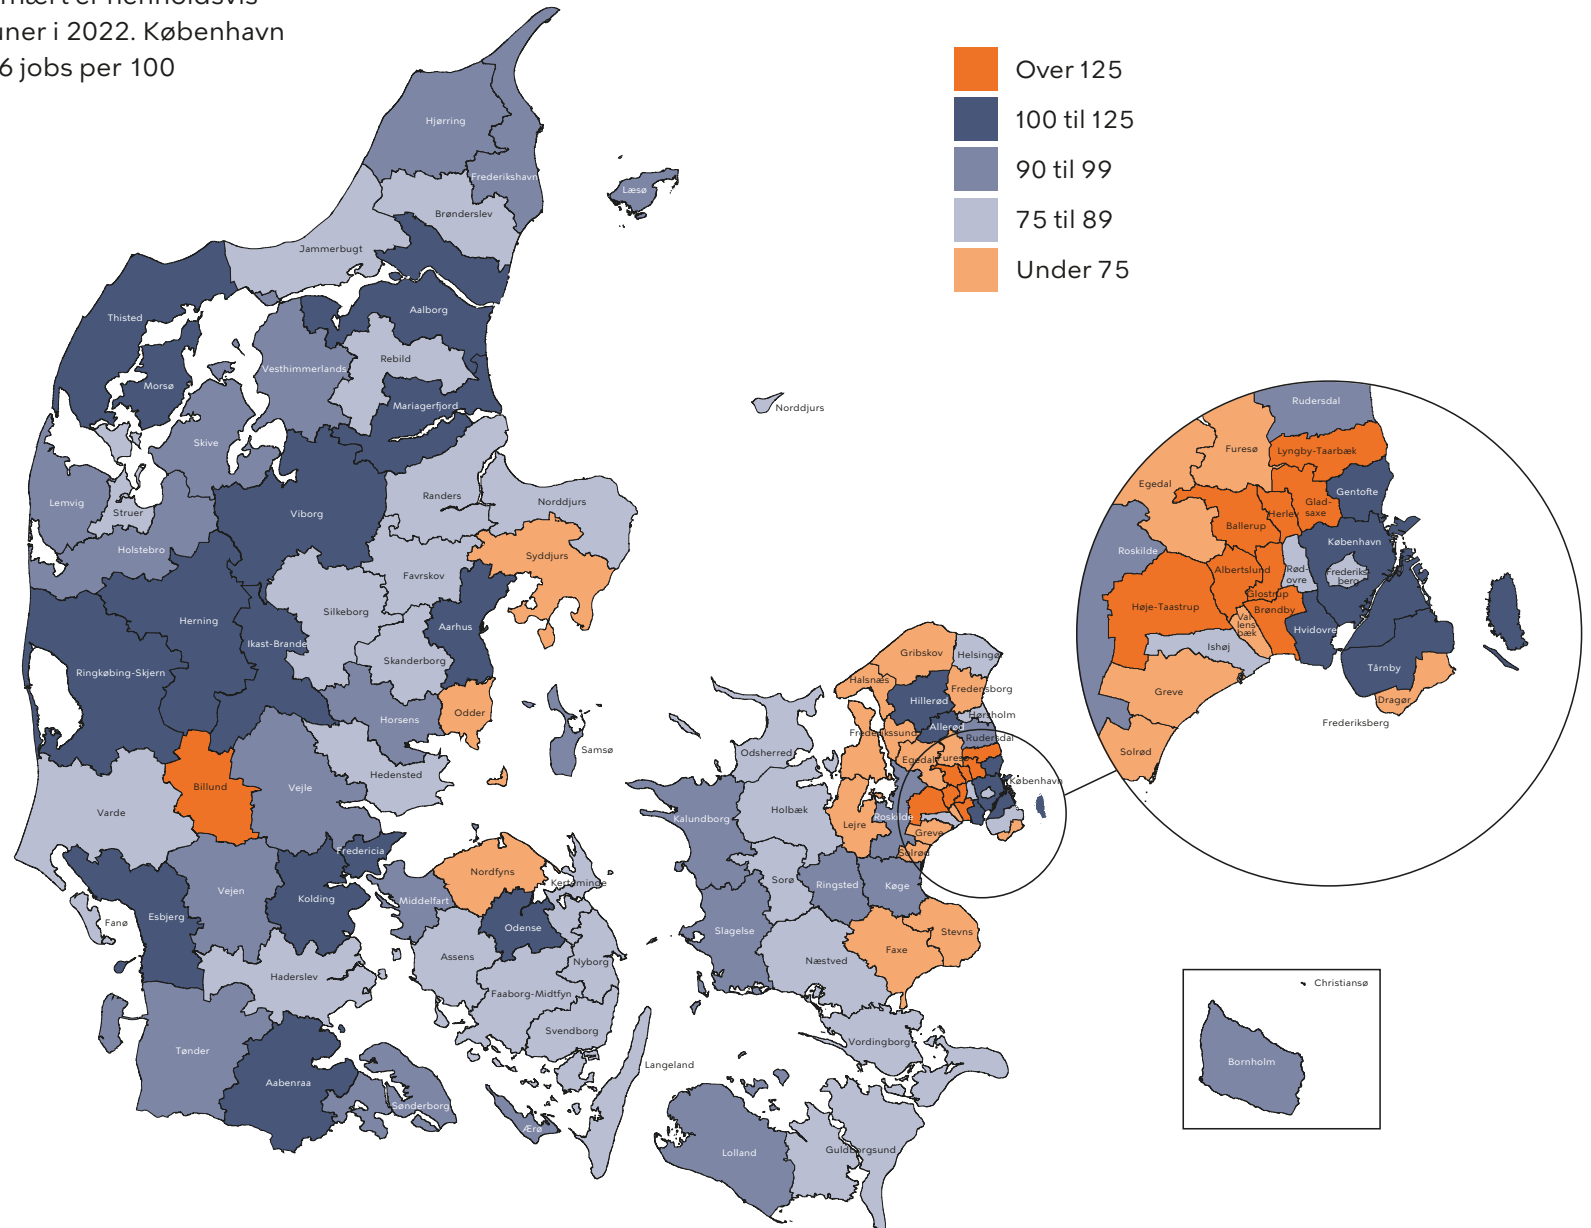 uner i 2022. København
6 jobs per 100
Over 125
100 til 125
90 til 99
75 til 89
Under 75
Hjørring
Frederikshavn
Læsø
Brønderslev
Jammerbugt
Thisted
Aalborg
Rebild
Vesthimmerlands
Morsø
Mariagerfjord
Norddjurs
Skive
Lemvig
Struer
Randers
Norddjurs
Viborg
Holstebro
Syddjurs
Favrskov
Silkeborg
Herning
Aarhus
Ikast-Brande
Skanderborg
Ringkøbing-Skjern
Odder
Horsens
Samsø
Hedensted
Billund
Vejle
Varde
Fredericia
Vejen
Kolding
Esbjerg
Fanø
Haderslev
Tønder
Aabenraa
Sønderborg
Nordfyns
Kerteminde
Middelfart
Odense
Assens
Nyborg
Faaborg-Midtfyn
Svendborg
Langeland
Ærø
Gribskov
Helsingø
Halsnæs
Fredensborg
Hillerød
Hørsholm
Allerød
Frederikssund
Rudersdal
Odsherred
Egedal
Furesø
København
Holbæk
Kalundborg
Lejre
Roskilde
Greve
Solrød
Sorø
Ringsted
Køge
Slagelse
Stevns
Faxe
Næstved
Vordingborg
Lolland
Guldborgsund
Rudersdal
Furesø
Lyngby-Taarbæk
Egedal
Gentofte
Glad-
saxe
Herlev
Ballerup
København
Roskilde
Albertslund
Rød-
ovre
Frederiks
berg
Glostrup
Høje-Taastrup
Brøndby
Val
lens
bæk
Hvidovre
Ishøj
Tårnby
Greve
Dragør
Frederiksberg
Solrød
Christiansø
Bornholm